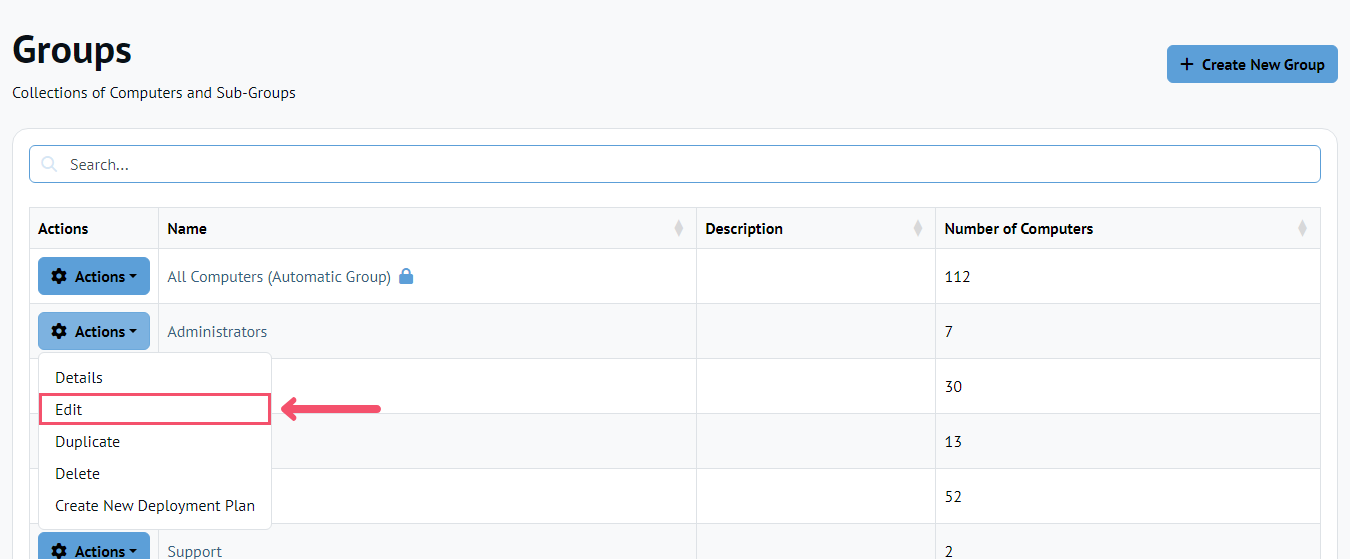 Groups
Create New Group
Collections of Computers and Sub-Groups
Search...
Actions Name Description Number of Computers
Actions All Computers (Automatic Group) 112
Actions Administrators 7
Details
30
Edit
Duplicate 13
Delete
52
Create New Deployment Plan
Actions Support 2